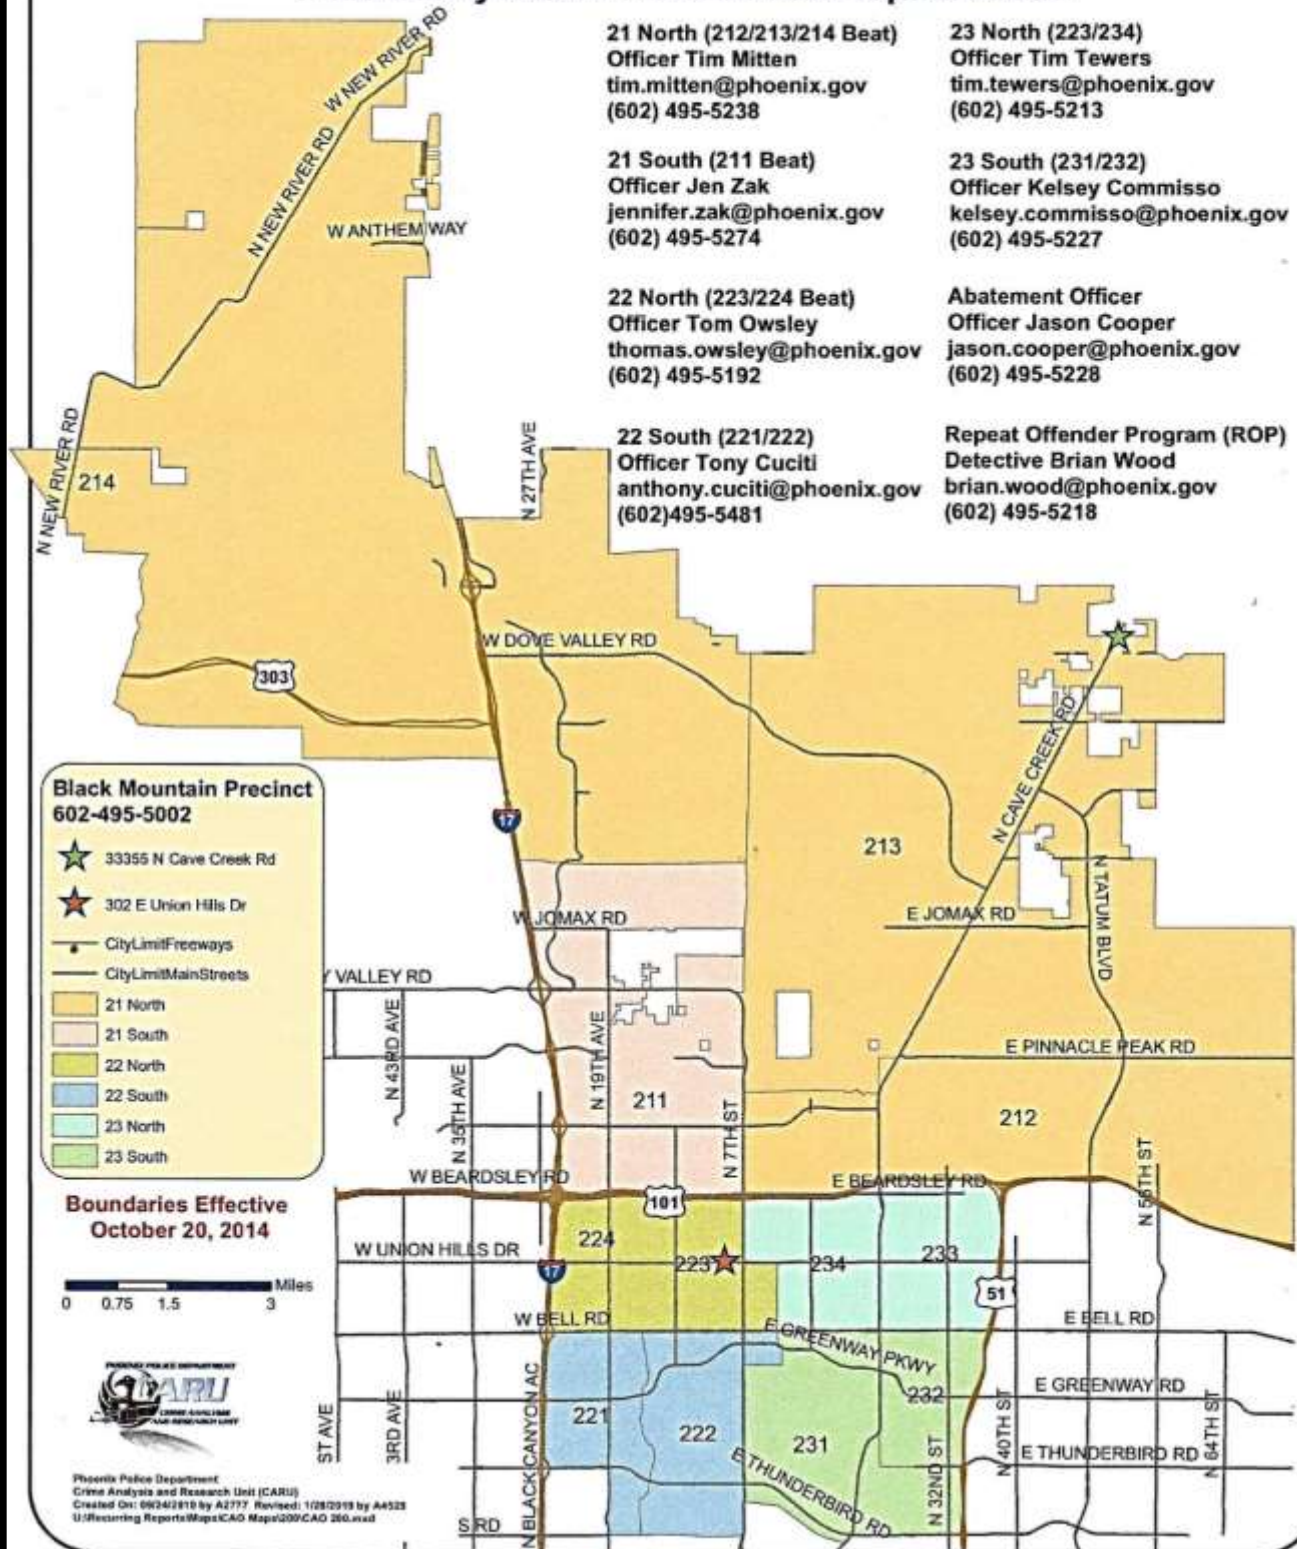 21 North (212/213/214 Beat)
Officer Tim Mitten
tim.mitten@phoenix.gov
(602) 495-5238
23 North (223/234)
Officer Tim Tewers
tim.tewers@phoenix.gov
(602) 495-5213
21 South (211 Beat)
Officer Jen Zak
jennifer.zak@phoenix.gov
(602) 495-5274
23 South (231/232)
Officer Kelsey Commisso
kelsey.commisso@phoenix.gov
(602) 495-5227
22 North (223/224 Beat)
Officer Tom Owsley
thomas.owsley@phoenix.gov
(602) 495-5192
Abatement Officer
Officer Jason Cooper
jason.cooper@phoenix.gov
(602) 495-5228
22 South (221/222)
Officer Tony Cuciti
anthony.cuciti@phoenix.gov
(602)495-5481
Repeat Offender Program (ROP)
Detective Brian Wood
brian.wood@phoenix.gov
(602) 495-5218
W NEW RIVER RD
N NEW RIVER RD
W ANTHEM WAY
N NEW RIVER RD
214
N 27TH AVE
W DOVE VALLEY RD
303
17
N CAVE CREEK RD
213
N TATUM BLVD
W JOMAX RD
E JOMAX RD
Y VALLEY RD
N 43RD AVE
N 35TH AVE
N 19TH AVE
211
N 7TH ST
E PINNACLE PEAK RD
212
N 56TH ST
W BEARDSLEY RD
E BEARDSLEY RD
101
W UNION HILLS DR
224
223
234
233
17
51
W BELL RD
E BELL RD
E GREENWAY PKWY
E GREENWAY RD
232
221
222
231
E THUNDERBIRD RD
E THUNDERBIRD RD
N 32ND ST
N 40TH ST
N 64TH ST
ST AVE
3RD AVE
N BLACK CANYON AC
S RD
Black Mountain Precinct
602-495-5002
33355 N Cave Creek Rd
302 E Union Hills Dr
CityLimitFreeways
CityLimitMainStreets
21 North
21 South
22 North
22 South
23 North
23 South
Boundaries Effective
October 20, 2014
Miles
0 0.75 1.5 3
PHOENIX POLICE DEPARTMENT
CARU
CRIME ANALYSIS
AND RESEARCH UNIT
Phoenix Police Department
Crime Analysis and Research Unit (CARU)